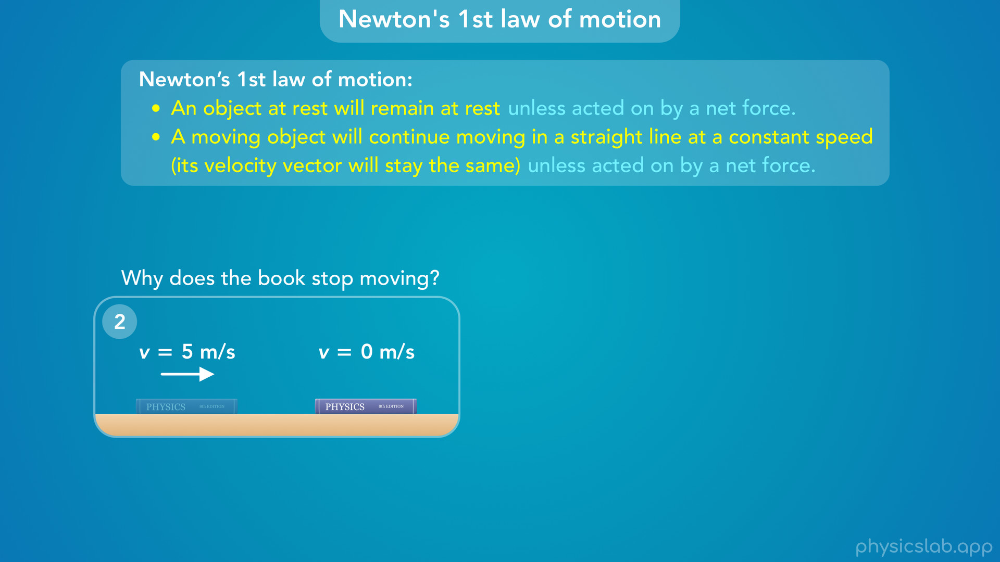 Newton's 1st law of motion
Newton’s 1st law of motion:
• An object at rest will remain at rest unless acted on by a net force.
• A moving object will continue moving in a straight line at a constant speed
(its velocity vector will stay the same) unless acted on by a net force.
Why does the book stop moving?
2
v = 5 m/s
v = 0 m/s
PHYSICS 8th EDITION
PHYSICS 8th EDITION
physicslab.app